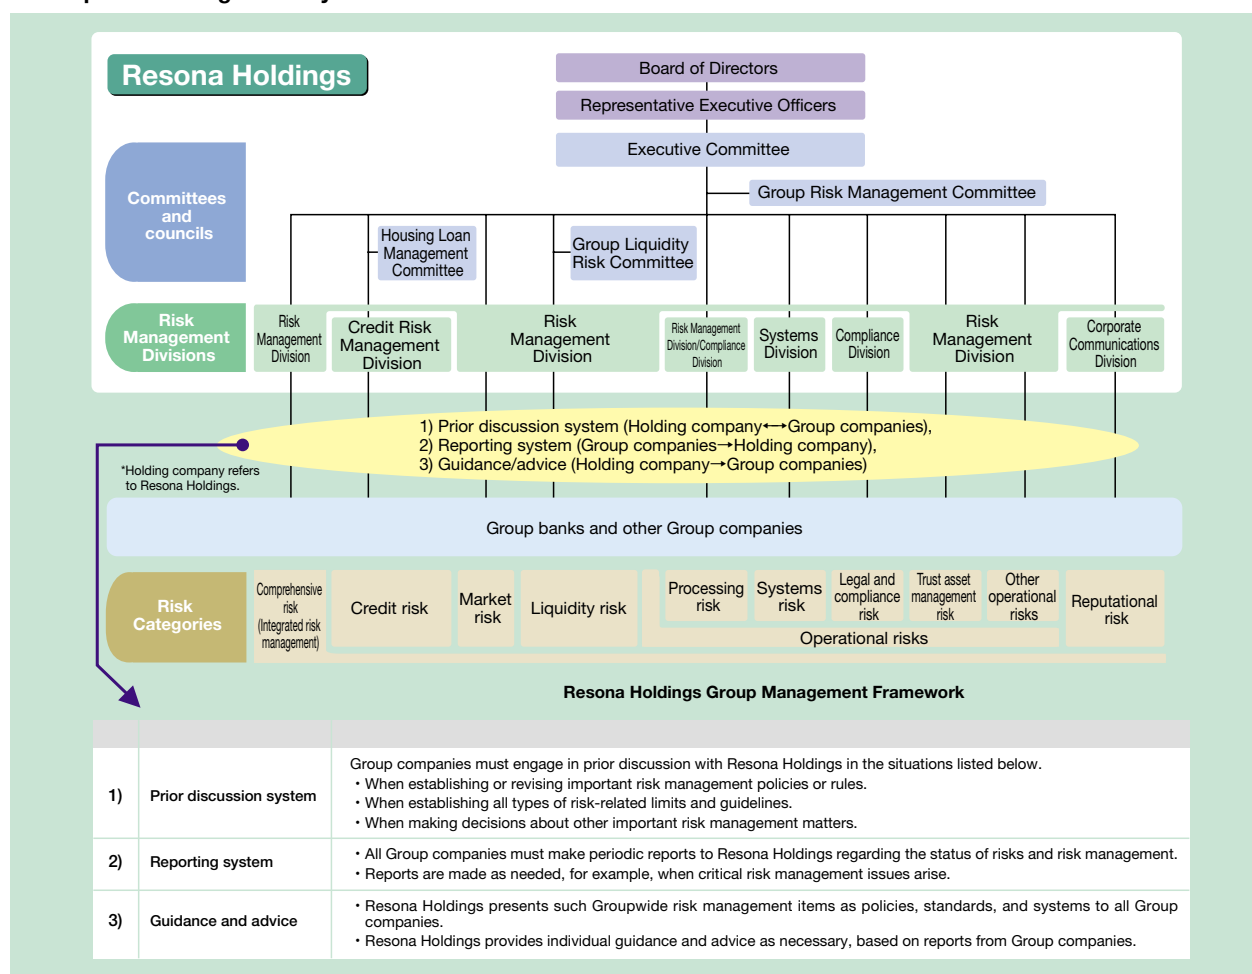 Resona Holdings
Board of Directors
Representative Executive Officers
Executive Committee
Group Risk Management Committee
Committees
and
councils
Housing Loan
Management
Committee
Group Liquidity
Risk Committee
Risk
Management
Divisions
Risk
Management
Division
Credit Risk
Management
Division
Risk
Management
Division
Risk Management
Division/Compliance
Division
Systems
Division
Compliance
Division
Risk
Management
Division
Corporate
Communications
Division
1) Prior discussion system (Holding company←→Group companies),
2) Reporting system (Group companies→Holding company),
3) Guidance/advice (Holding company→Group companies)
*Holding company refers
to Resona Holdings.
Group banks and other Group companies
Risk
Categories
Comprehensive
risk
(Integrated risk
management)
Credit risk
Market
risk
Liquidity risk
Processing
risk
Systems
risk
Legal and
compliance
risk
Trust asset
management
risk
Other
operational
risks
Operational risks
Reputational
risk
Resona Holdings Group Management Framework
1) Prior discussion system
Group companies must engage in prior discussion with Resona Holdings in the situations listed below.
・When establishing or revising important risk management policies or rules.
・When establishing all types of risk-related limits and guidelines.
・When making decisions about other important risk management matters.
2) Reporting system
・All Group companies must make periodic reports to Resona Holdings regarding the status of risks and risk management.
・Reports are made as needed, for example, when critical risk management issues arise.
3) Guidance and advice
・Resona Holdings presents such Groupwide risk management items as policies, standards, and systems to all Group
companies.
・Resona Holdings provides individual guidance and advice as necessary, based on reports from Group companies.